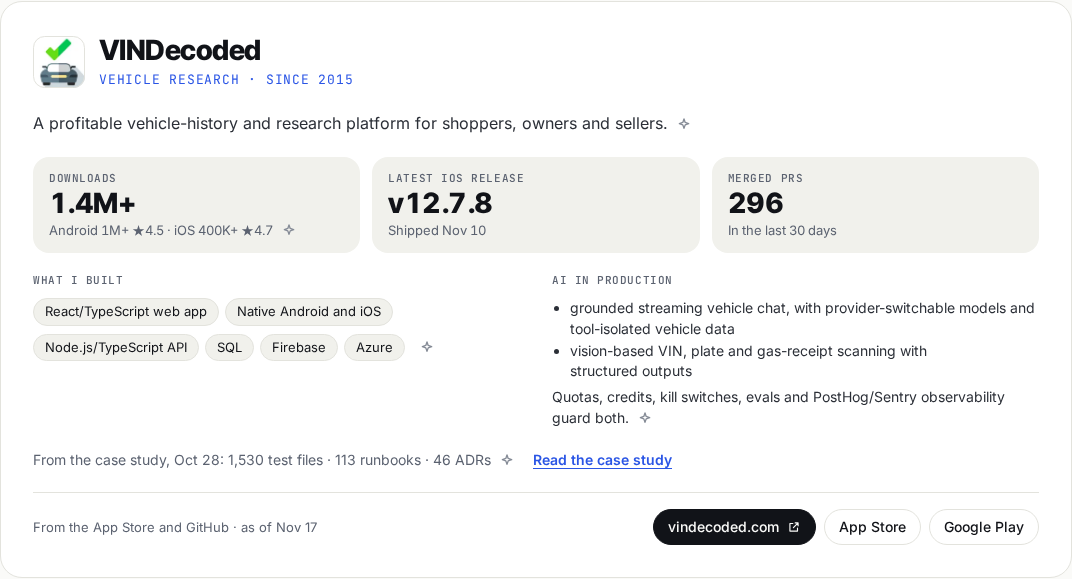 VINDecoded
VEHICLE RESEARCH · SINCE 2015
A profitable vehicle-history and research platform for shoppers, owners and sellers.
DOWNLOADS
1.4M+
Android 1M+ ★4.5 · iOS 400K+ ★4.7
LATEST IOS RELEASE
v12.7.8
Shipped Nov 10
MERGED PRS
296
In the last 30 days
WHAT I BUILT
React/TypeScript web app
Native Android and iOS
Node.js/TypeScript API
SQL
Firebase
Azure
AI IN PRODUCTION
• grounded streaming vehicle chat, with provider-switchable models and
tool-isolated vehicle data
• vision-based VIN, plate and gas-receipt scanning with
structured outputs
Quotas, credits, kill switches, evals and PostHog/Sentry observability
guard both.
From the case study, Oct 28: 1,530 test files · 113 runbooks · 46 ADRs
Read the case study
From the App Store and GitHub · as of Nov 17
vindecoded.com
App Store
Google Play